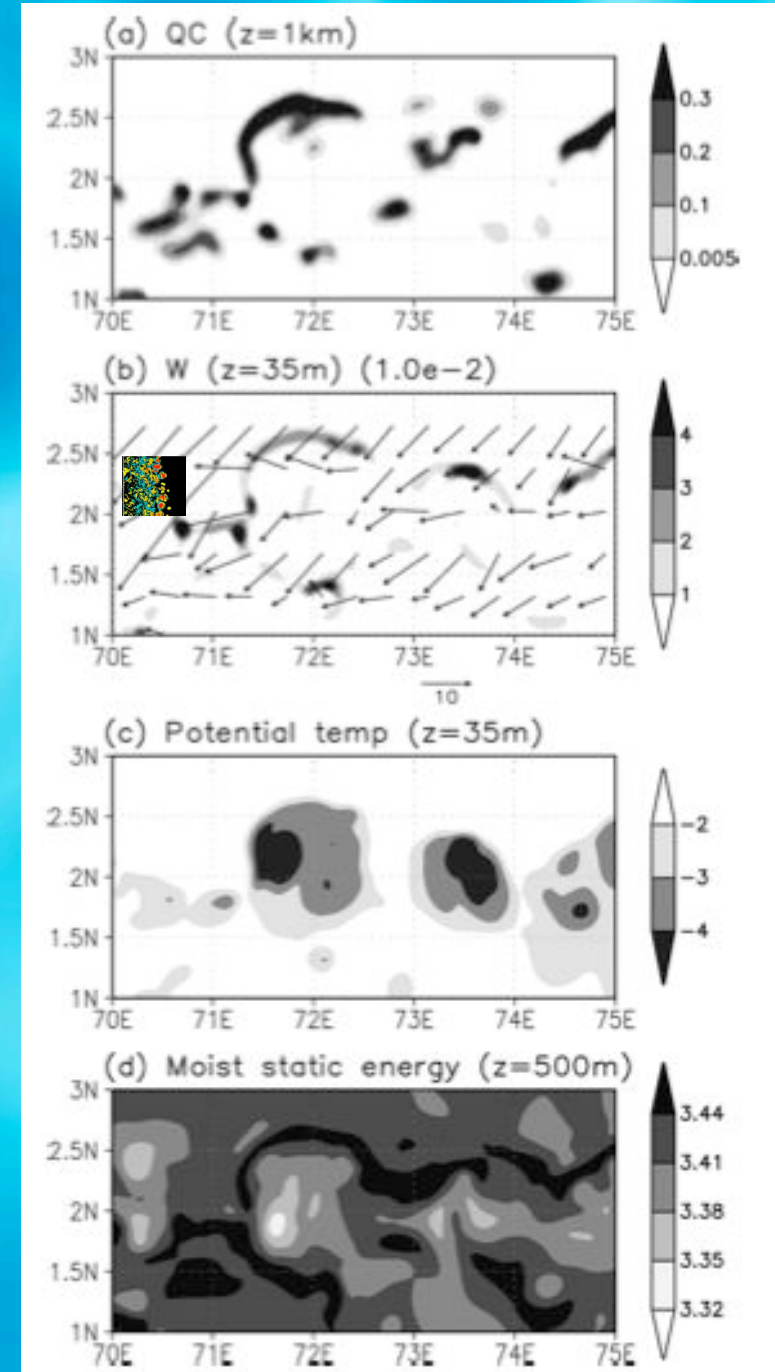 (a) QC (z=1km)
3N
2.5N
2N
1.5N
1N
70E 71E 72E 73E 74E 75E
0.3
0.2
0.1
0.005
(b) W (z=35m) (1.0e-2)
3N
2.5N
2N
1.5N
1N
70E 71E 72E 73E 74E 75E
4
3
2
1
10
(c) Potential temp (z=35m)
3N
2.5N
2N
1.5N
1N
70E 71E 72E 73E 74E 75E
-2
-3
-4
(d) Moist static energy (z=500m)
3N
2.5N
2N
1.5N
1N
70E 71E 72E 73E 74E 75E
3.44
3.41
3.38
3.35
3.32